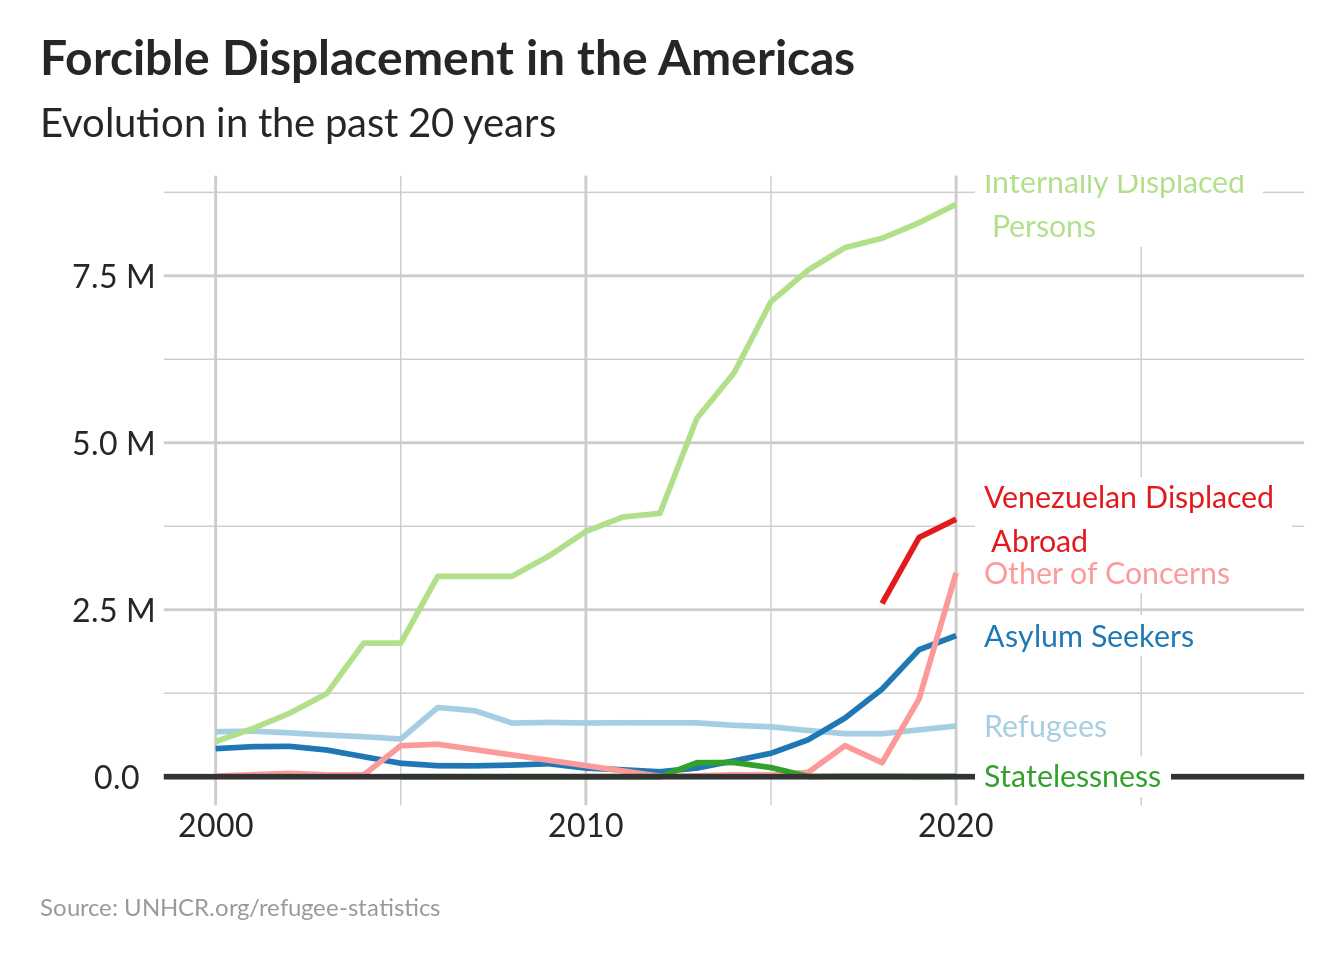 Forcible Displacement in the Americas
Evolution in the past 20 years
Internally Displaced
Persons
7.5 M
5.0 M
Venezuelan Displaced
Abroad
Other of Concerns
2.5 M
Asylum Seekers
Refugees
0.0
Statelessness
2000
2010
2020
Source: UNHCR.org/refugee-statistics